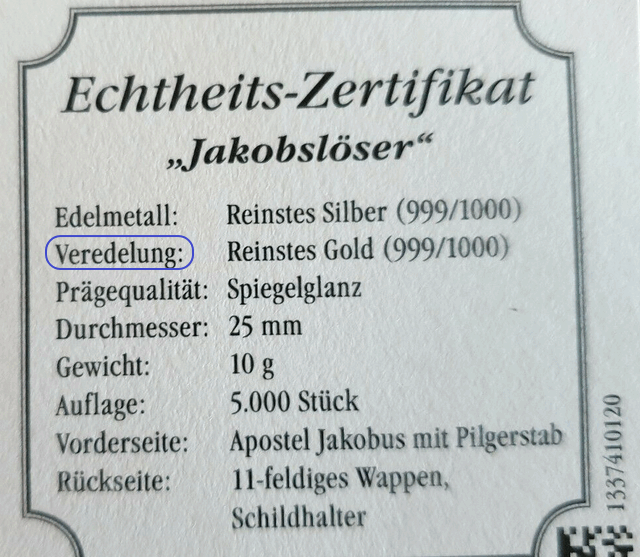 Echtheits-Zertifikat
„Jakobslöser“
Edelmetall: Reinstes Silber (999/1000)
Veredelung: Reinstes Gold (999/1000)
Prägequalität: Spiegelglanz
Durchmesser: 25 mm
Gewicht: 10 g
Auflage: 5.000 Stück
Vorderseite: Apostel Jakobus mit Pilgerstab
Rückseite: 11-feldiges Wappen,
Schildhalter
1337410120